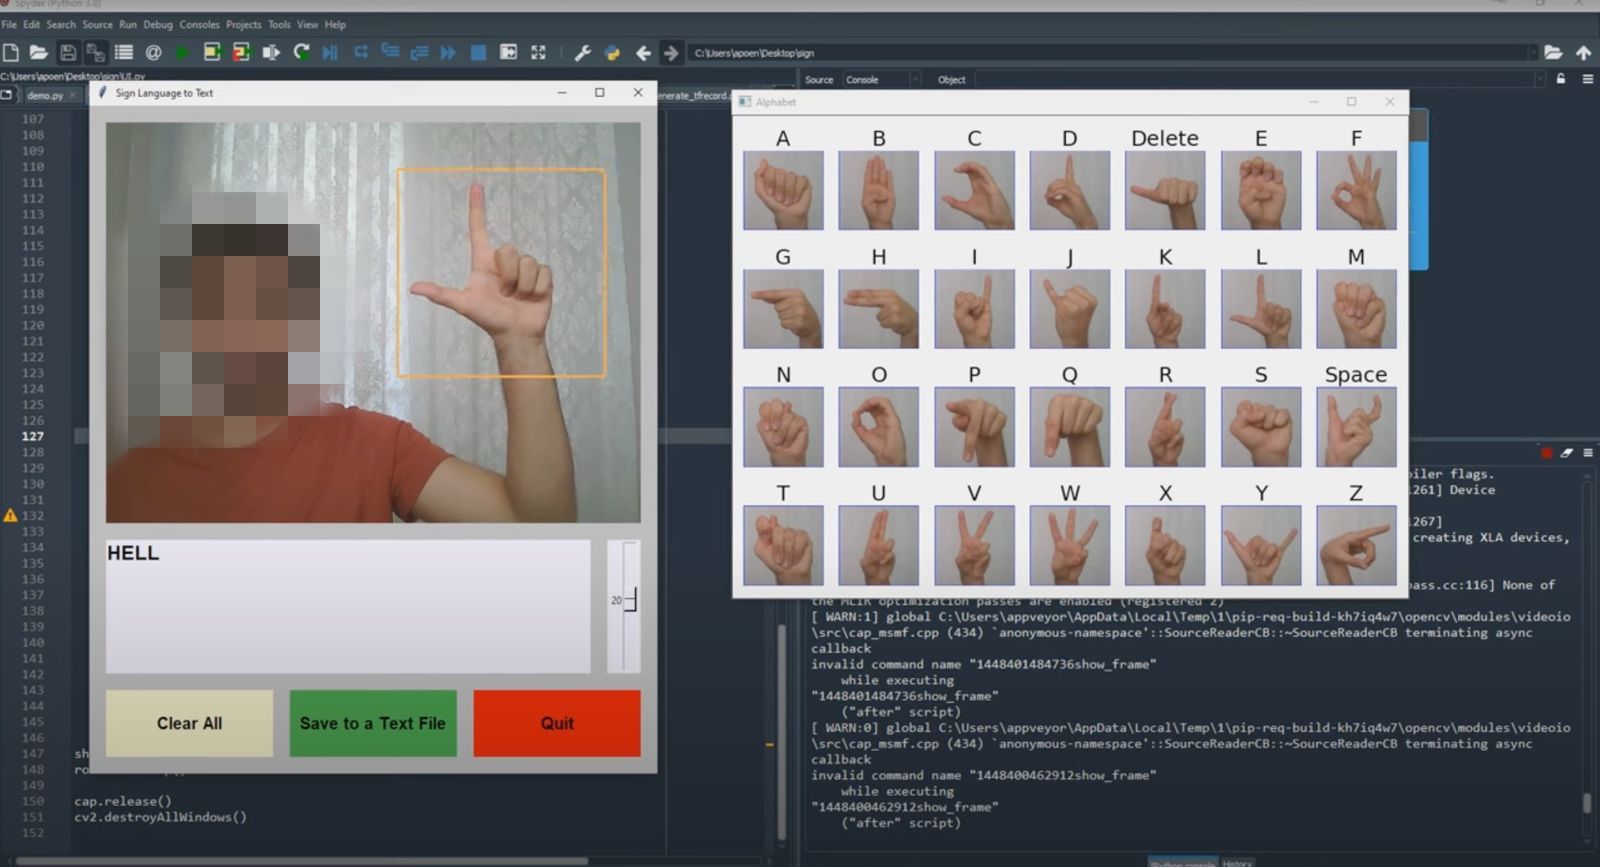 Spyder (Python 3.8)
File Edit Search Source Run Debug Consoles Projects Tools View Help
C:\Users\apoen\Desktop\sign
C:\Users\apoen\Desktop\sign\UI.py
Source Console Object
demo.py
enerate_tfrecord.
Sign Language to Text
HELL
20
Clear All Save to a Text File Quit
Alphabet
A B C D Delete E F
G H I J K L M
N O P Q R S Space
T U V W X Y Z
107
108
109
110
111
112
113
114
115
116
117
118
119
120
121
122
123
124
125
126
127
128
129
130
131
132
133
134
135
136
137
138
139
140
141
142
143
144
145
146
147 sh
148 ro
149
150 cap.release()
151 cv2.destroyAllWindows()
152
piler flags.
1261] Device
1267]
creating XLA devices,
pass.cc:116] None of
the MLIR optimization passes are enabled (registered 2)
[ WARN:1] global C:\Users\appveyor\AppData\Local\Temp\1\pip-req-build-kh7iq4w7\opencv\modules\videoio
\src\cap_msmf.cpp (434) `anonymous-namespace'::SourceReaderCB::~SourceReaderCB terminating async
callback
invalid command name "1448401484736show_frame"
while executing
"1448401484736show_frame"
("after" script)
[ WARN:0] global C:\Users\appveyor\AppData\Local\Temp\1\pip-req-build-kh7iq4w7\opencv\modules\videoio
\src\cap_msmf.cpp (434) `anonymous-namespace'::SourceReaderCB::~SourceReaderCB terminating async
callback
invalid command name "1448400462912show_frame"
while executing
"1448400462912show_frame"
("after" script)
IPython console History